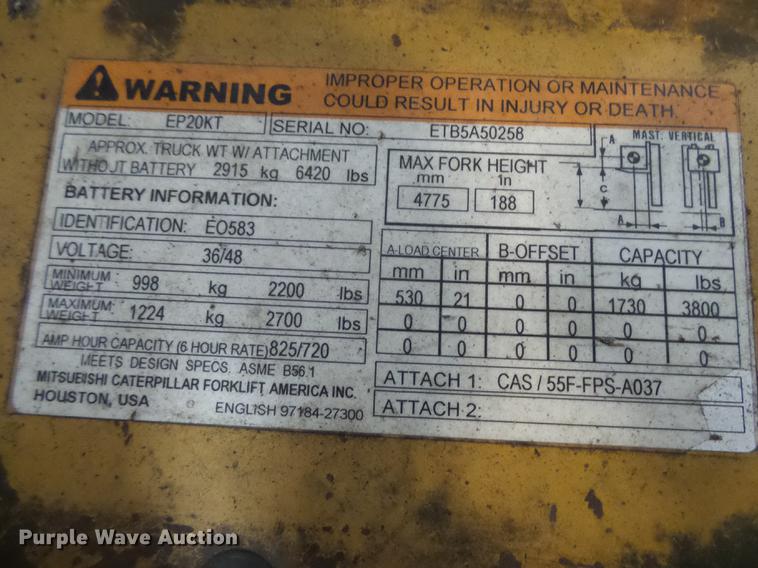 WARNING
IMPROPER OPERATION OR MAINTENANCE
COULD RESULT IN INJURY OR DEATH.
MODEL: EP20KT
SERIAL NO: ETB5A50258
APPROX. TRUCK WT W/ ATTACHMENT
WITHOUT BATTERY 2915 kg 6420 lbs
BATTERY INFORMATION:
IDENTIFICATION: EO583
VOLTAGE: 36/48
MINIMUM
WEIGHT 998 kg 2200 lbs
MAXIMUM
WEIGHT 1224 kg 2700 lbs
AMP HOUR CAPACITY (6 HOUR RATE) 825/720
MEETS DESIGN SPECS. ASME B56.1
MITSUBISHI CATERPILLAR FORKLIFT AMERICA INC.
HOUSTON, USA
ENGLISH 97184-27300
MAX FORK HEIGHT
mm in
4775 188
MAST: VERTICAL
A
C
A
B
A-LOAD CENTER B-OFFSET CAPACITY
mm in mm in kg lbs
530 21 0 0 1730 3800
0 0 0 0 0 0
0 0 0 0 0 0
ATTACH 1: CAS / 55F-FPS-A037
ATTACH 2:
Purple Wave Auction